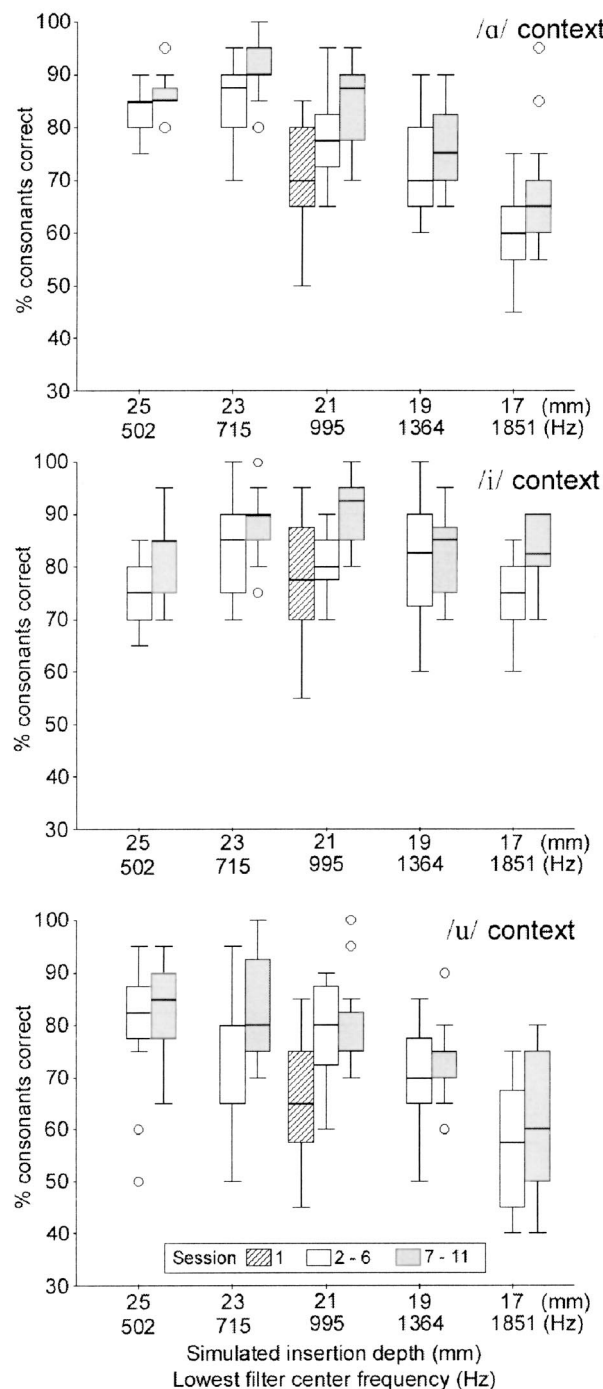 /ɑ/ context
100
90
80
70
60
50
40
30
% consonants correct
25 23 21 19 17 (mm)
502 715 995 1364 1851 (Hz)
/i/ context
100
90
80
70
60
50
40
30
% consonants correct
25 23 21 19 17 (mm)
502 715 995 1364 1851 (Hz)
/u/ context
100
90
80
70
60
50
40
30
% consonants correct
Session 1 2 - 6 7 - 11
25 23 21 19 17 (mm)
502 715 995 1364 1851 (Hz)
Simulated insertion depth (mm)
Lowest filter center frequency (Hz)